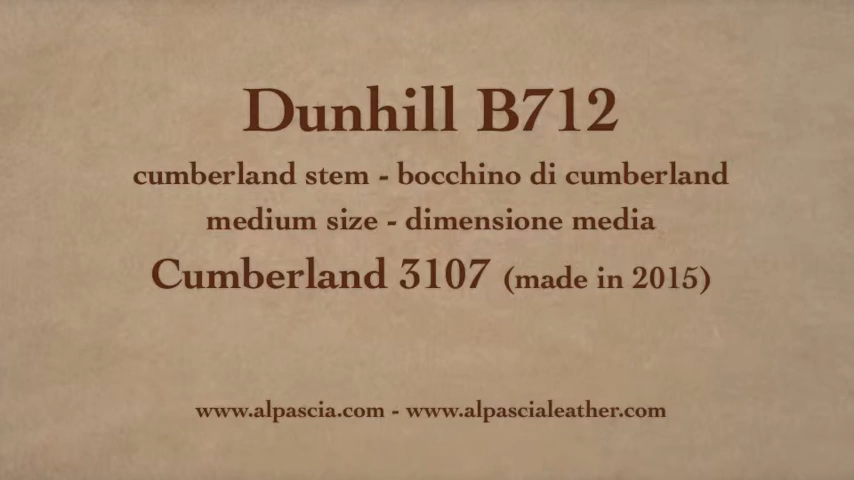 Dunhill B712
cumberland stem - bocchino di cumberland
medium size - dimensione media
Cumberland 3107 (made in 2015)
www.alpascia.com - www.alpascialeather.com